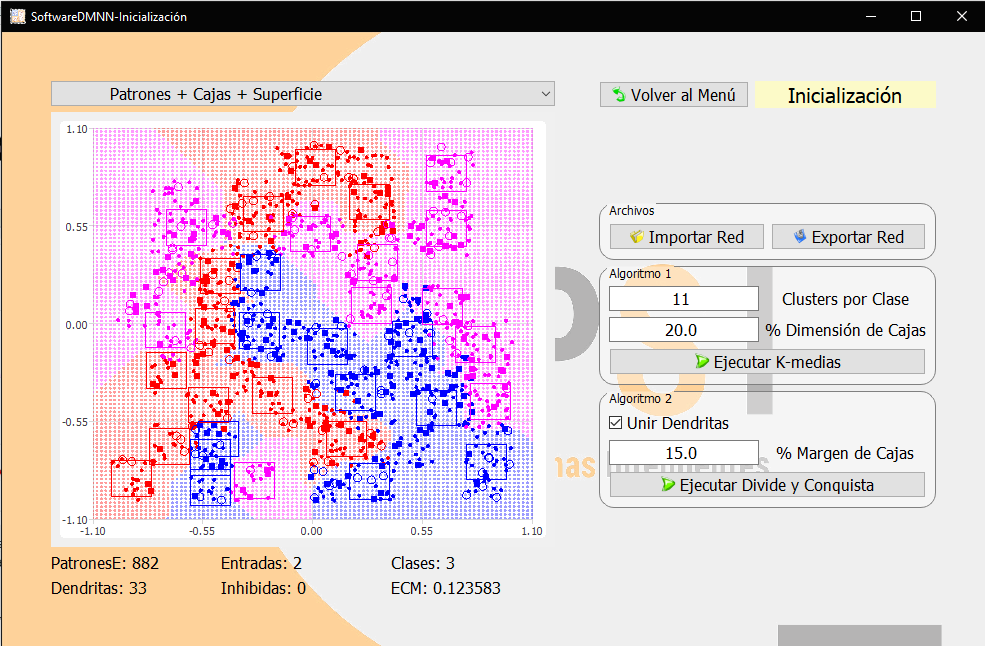 SoftwareDMNN-Inicialización
Patrones + Cajas + Superficie
Volver al Menú
Inicialización
1.10
0.55
0.00
-0.55
-1.10
-1.10 -0.55 0.00 0.55 1.10
Archivos
Importar Red
Exportar Red
Algoritmo 1
11 Clusters por Clase
20.0 % Dimensión de Cajas
Ejecutar K-medias
Algoritmo 2
Unir Dendritas
15.0 % Margen de Cajas
Ejecutar Divide y Conquista
PatronesE: 882 Entradas: 2 Clases: 3
Dendritas: 33 Inhibidas: 0 ECM: 0.123583